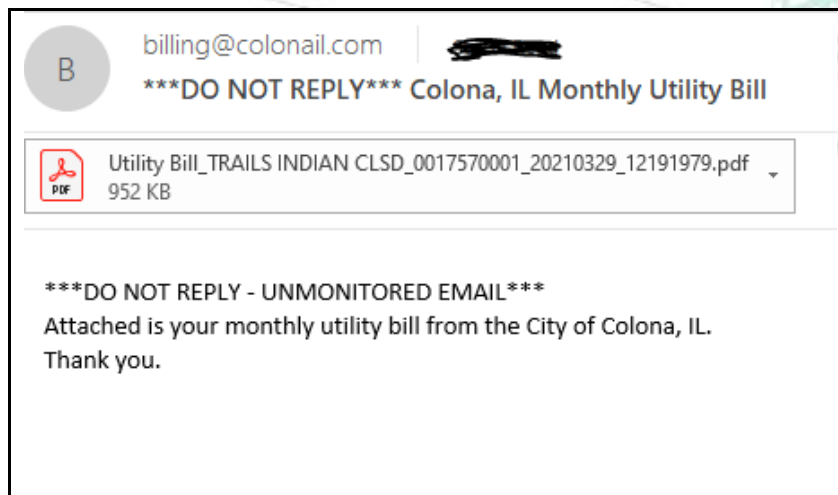 B
billing@colonail.com
***DO NOT REPLY*** Colona, IL Monthly Utility Bill
PDF
Utility Bill_TRAILS INDIAN CLSD_0017570001_20210329_12191979.pdf
952 KB
***DO NOT REPLY - UNMONITORED EMAIL***
Attached is your monthly utility bill from the City of Colona, IL.
Thank you.